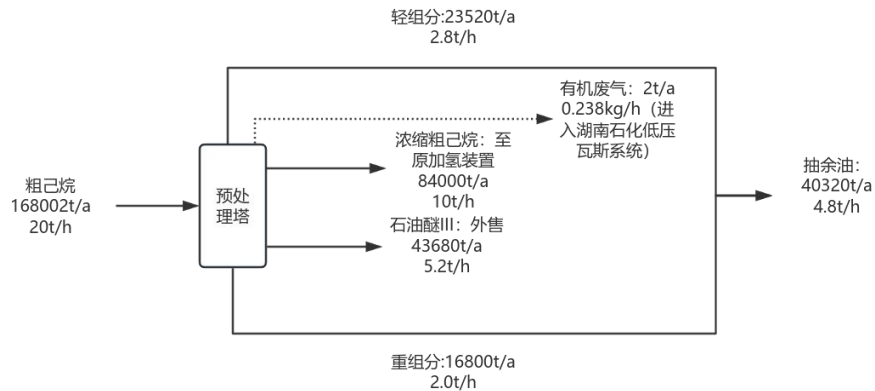 轻组分:23520t/a
2.8t/h
有机废气：2t/a
0.238kg/h（进
入湖南石化低压
瓦斯系统）
浓缩粗己烷：至
原加氢装置
84000t/a
10t/h
粗己烷
168002t/a
20t/h
预处
理塔
石油醚III：外售
43680t/a
5.2t/h
抽余油：
40320t/a
4.8t/h
重组分:16800t/a
2.0t/h